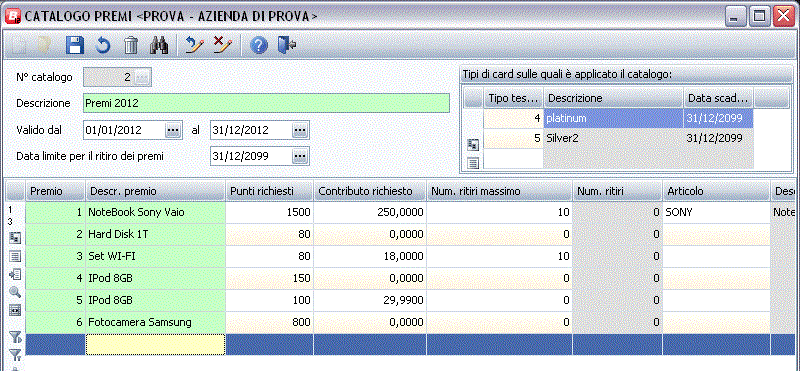 CATALOGO PREMI <PROVA - AZIENDA DI PROVA>
N° catalogo 2
Descrizione Premi 2012
Valido dal 01/01/2012 al 31/12/2012
Data limite per il ritiro dei premi 31/12/2099
Tipi di card sulle quali è applicato il catalogo:
Tipo tes... Descrizione Data scad...
4 platinum 31/12/2099
5 Silver2 31/12/2099
Premio Descr. premio Punti richiesti Contributo richiesto Num. ritiri massimo Num. ritiri Articolo Desc
1 NoteBook Sony Vaio 1500 250,0000 10 0 SONY Note
2 Hard Disk 1T 80 0,0000 0 0
3 Set WI-FI 80 18,0000 10 0
4 IPod 8GB 150 0,0000 0 0
5 IPod 8GB 100 29,9900 0 0
6 Fotocamera Samsung 800 0,0000 0 0
1
3